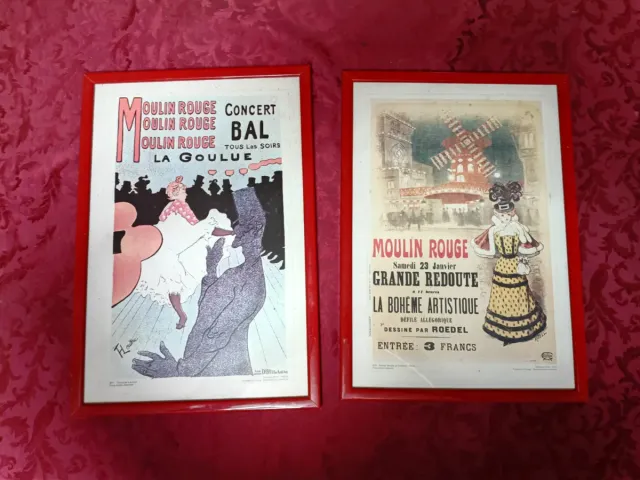 MOULIN ROUGE CONCERT
MOULIN ROUGE BAL
MOULIN ROUGE TOUS LES SOIRS
LA GOULUE
MOULIN ROUGE
Samedi 23 Janvier
GRANDE REDOUTE
LA BOHEME ARTISTIQUE
DÉFILÉ ALLÉGORIQUE
DESSINÉ PAR ROEDEL
ENTRÉE: 3 FRANCS